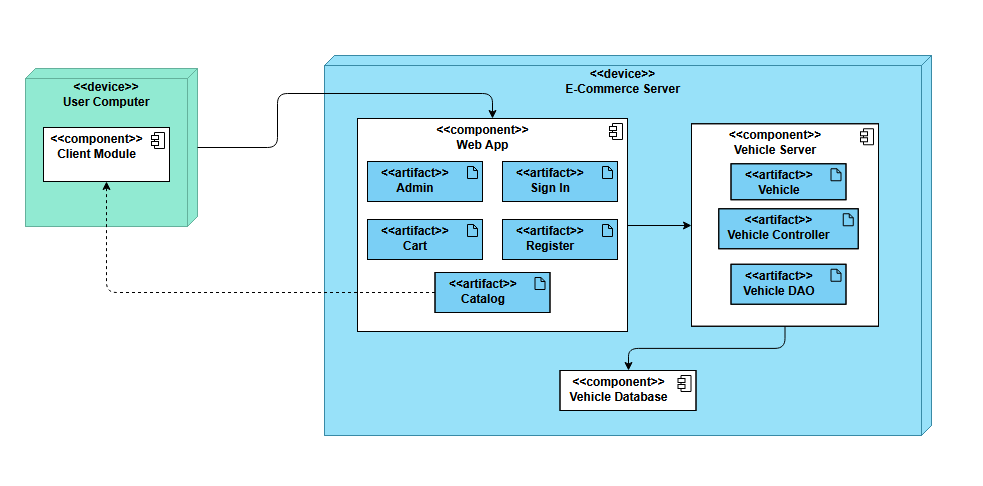 <<device>>
User Computer
<<component>>
Client Module
<<device>>
E-Commerce Server
<<component>>
Web App
<<artifact>>
Admin
<<artifact>>
Sign In
<<artifact>>
Cart
<<artifact>>
Register
<<artifact>>
Catalog
<<component>>
Vehicle Server
<<artifact>>
Vehicle
<<artifact>>
Vehicle Controller
<<artifact>>
Vehicle DAO
<<component>>
Vehicle Database